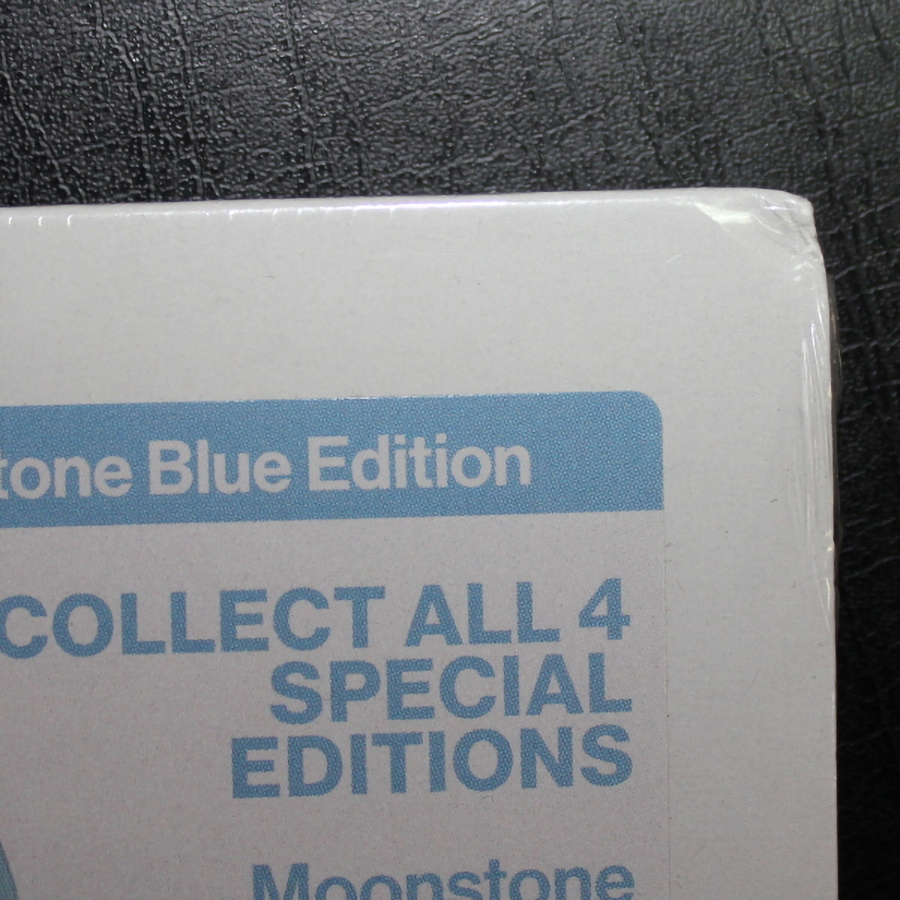 tone Blue Edition
COLLECT ALL 4
SPECIAL
EDITIONS
Moonstone